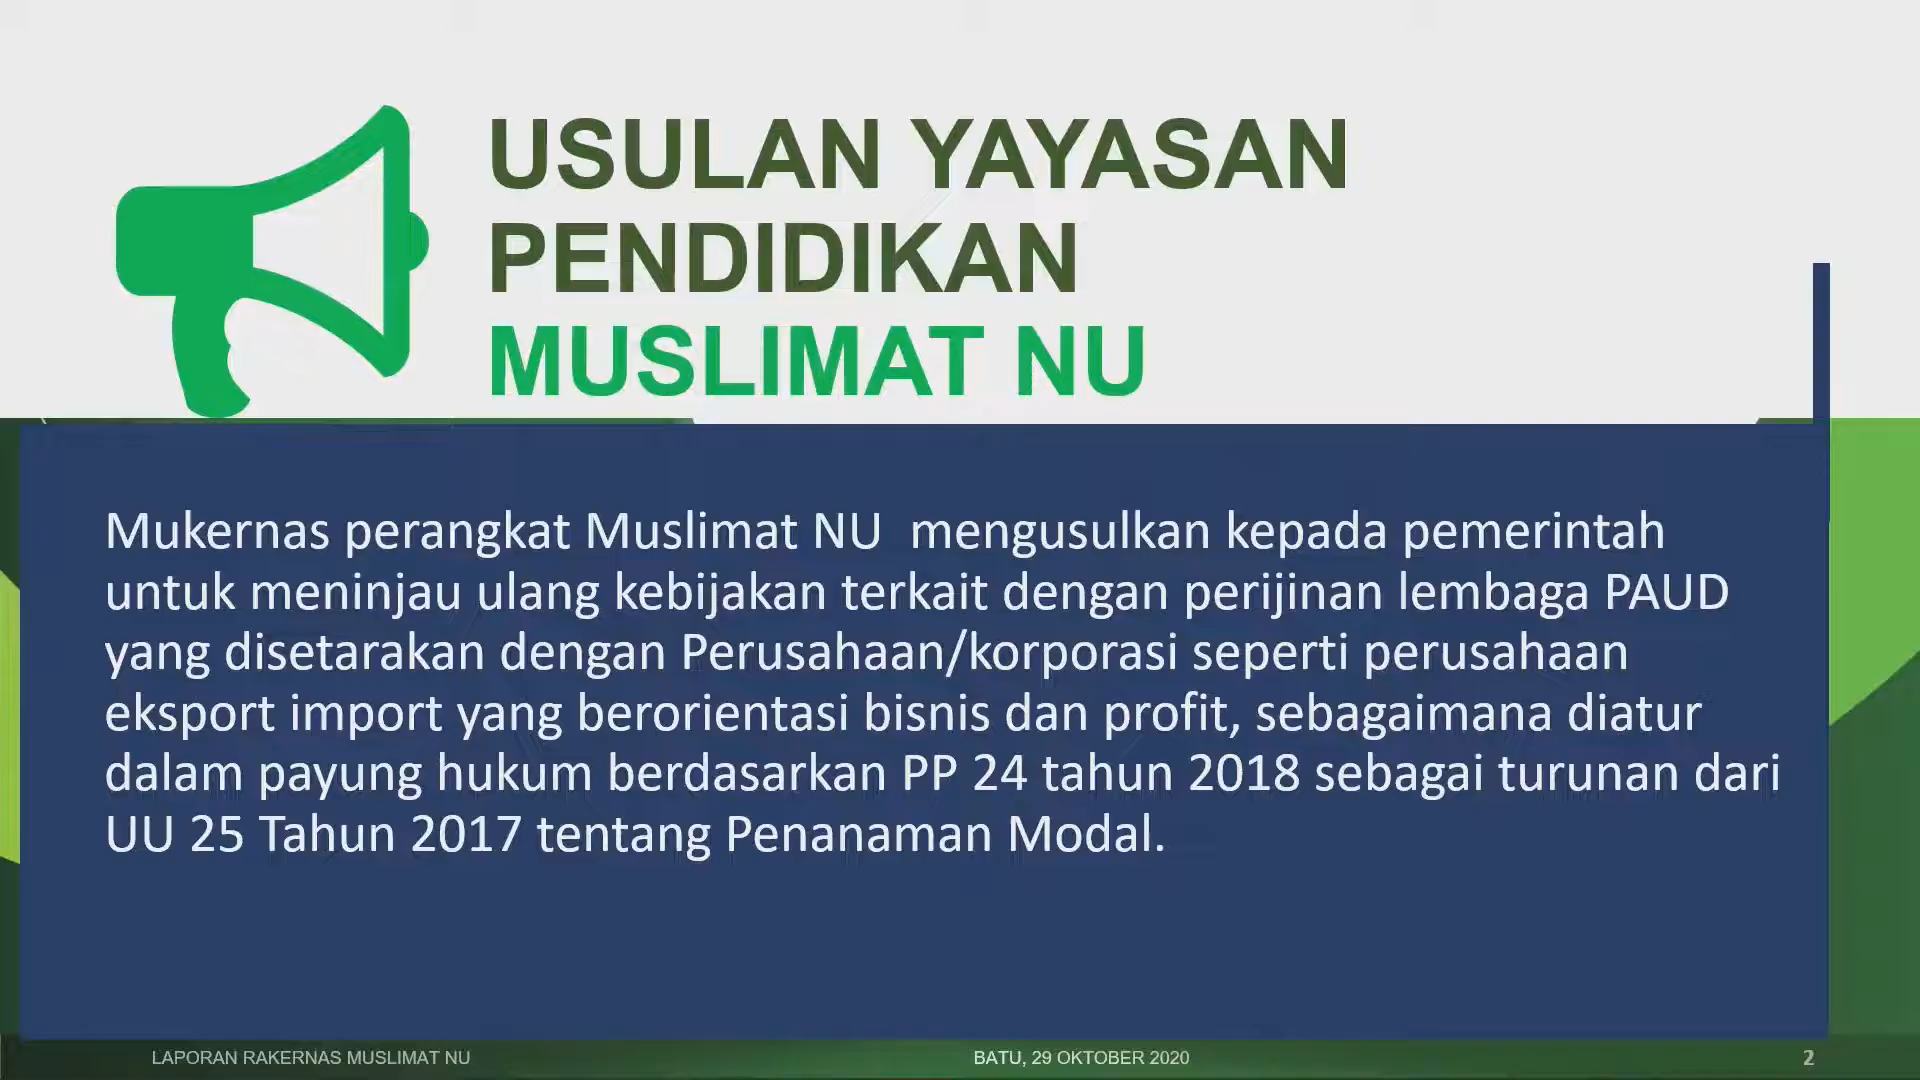 USULAN YAYASAN
PENDIDIKAN
MUSLIMAT NU
Mukernas perangkat Muslimat NU  mengusulkan kepada pemerintah
untuk meninjau ulang kebijakan terkait dengan perijinan lembaga PAUD
yang disetarakan dengan Perusahaan/korporasi seperti perusahaan
eksport import yang berorientasi bisnis dan profit, sebagaimana diatur
dalam payung hukum berdasarkan PP 24 tahun 2018 sebagai turunan dari
UU 25 Tahun 2017 tentang Penanaman Modal.
LAPORAN RAKERNAS MUSLIMAT NU
BATU, 29 OKTOBER 2020
2